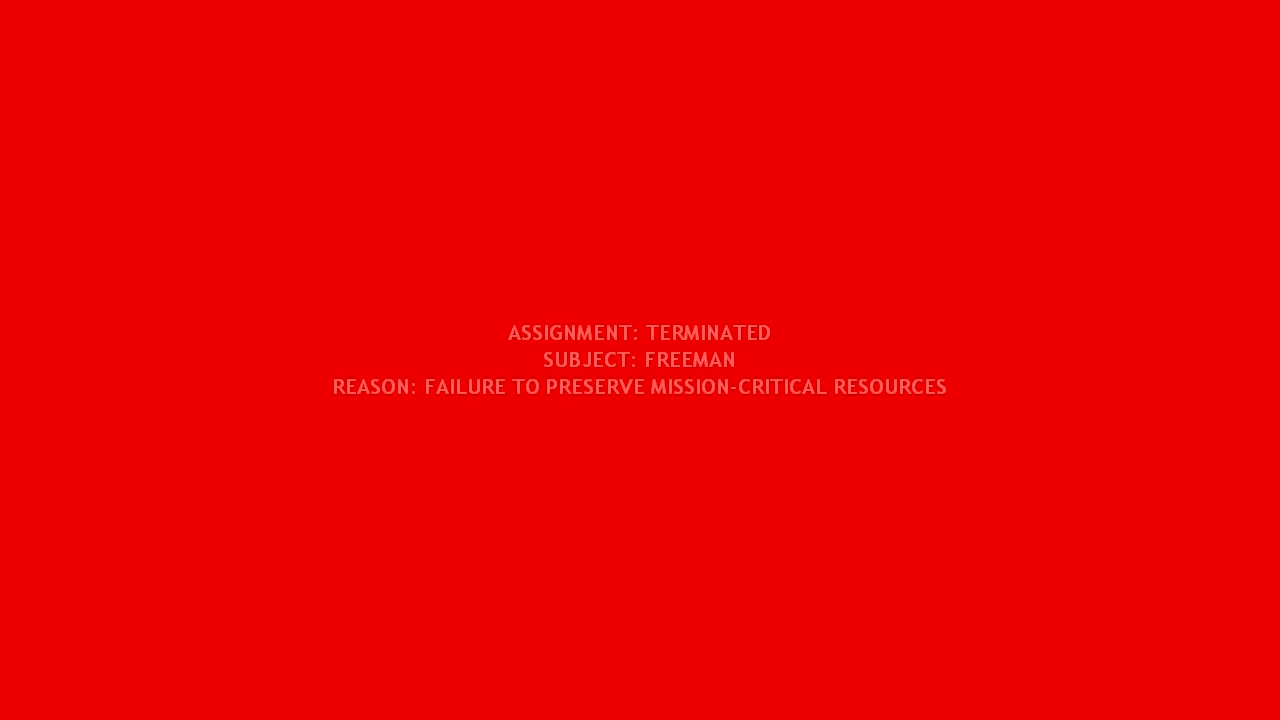 ASSIGNMENT: TERMINATED
SUBJECT: FREEMAN
REASON: FAILURE TO PRESERVE MISSION-CRITICAL RESOURCES